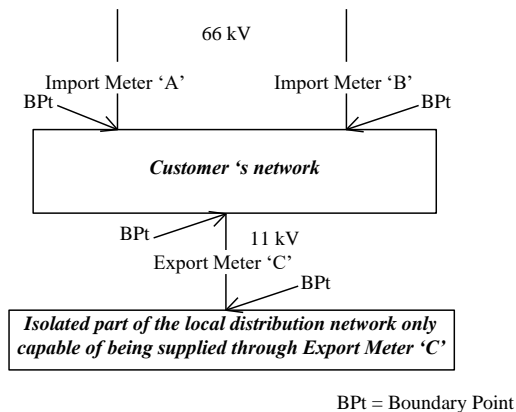 66 kV
Import Meter ‘A’
Import Meter ‘B’
BPt
BPt
Customer ‘s network
BPt
11 kV
Export Meter ‘C’
BPt
Isolated part of the local distribution network only
capable of being supplied through Export Meter ‘C’
BPt = Boundary Point